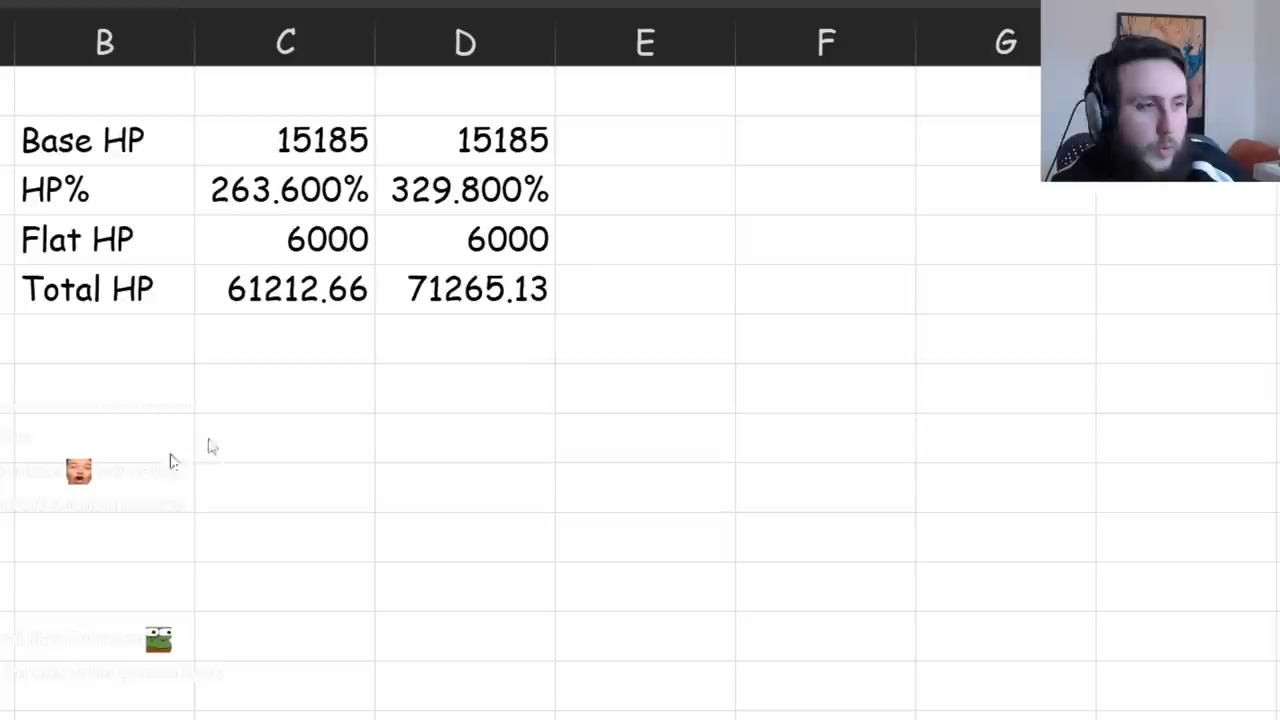 B C D E F G
Base HP 15185 15185
HP% 263.600% 329.800%
Flat HP 6000 6000
Total HP 61212.66 71265.13